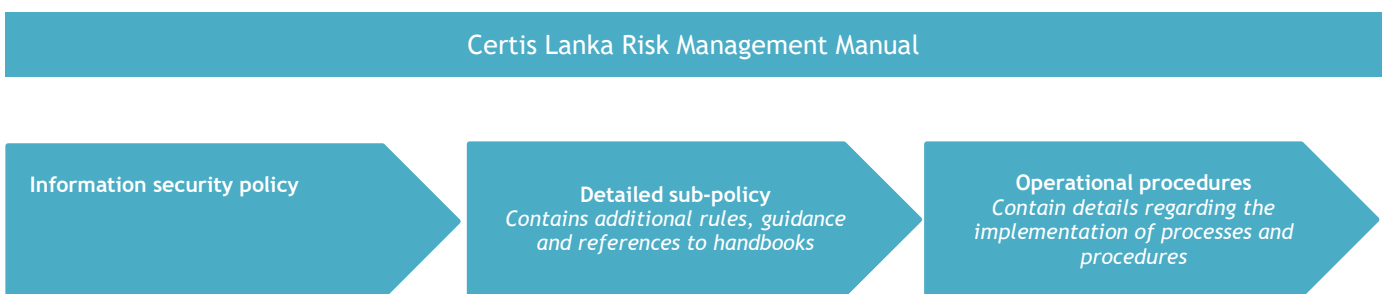 Certis Lanka Risk Management Manual
Information security policy
Detailed sub-policy
Contains additional rules, guidance
and references to handbooks
Operational procedures
Contain details regarding the
implementation of processes and
procedures